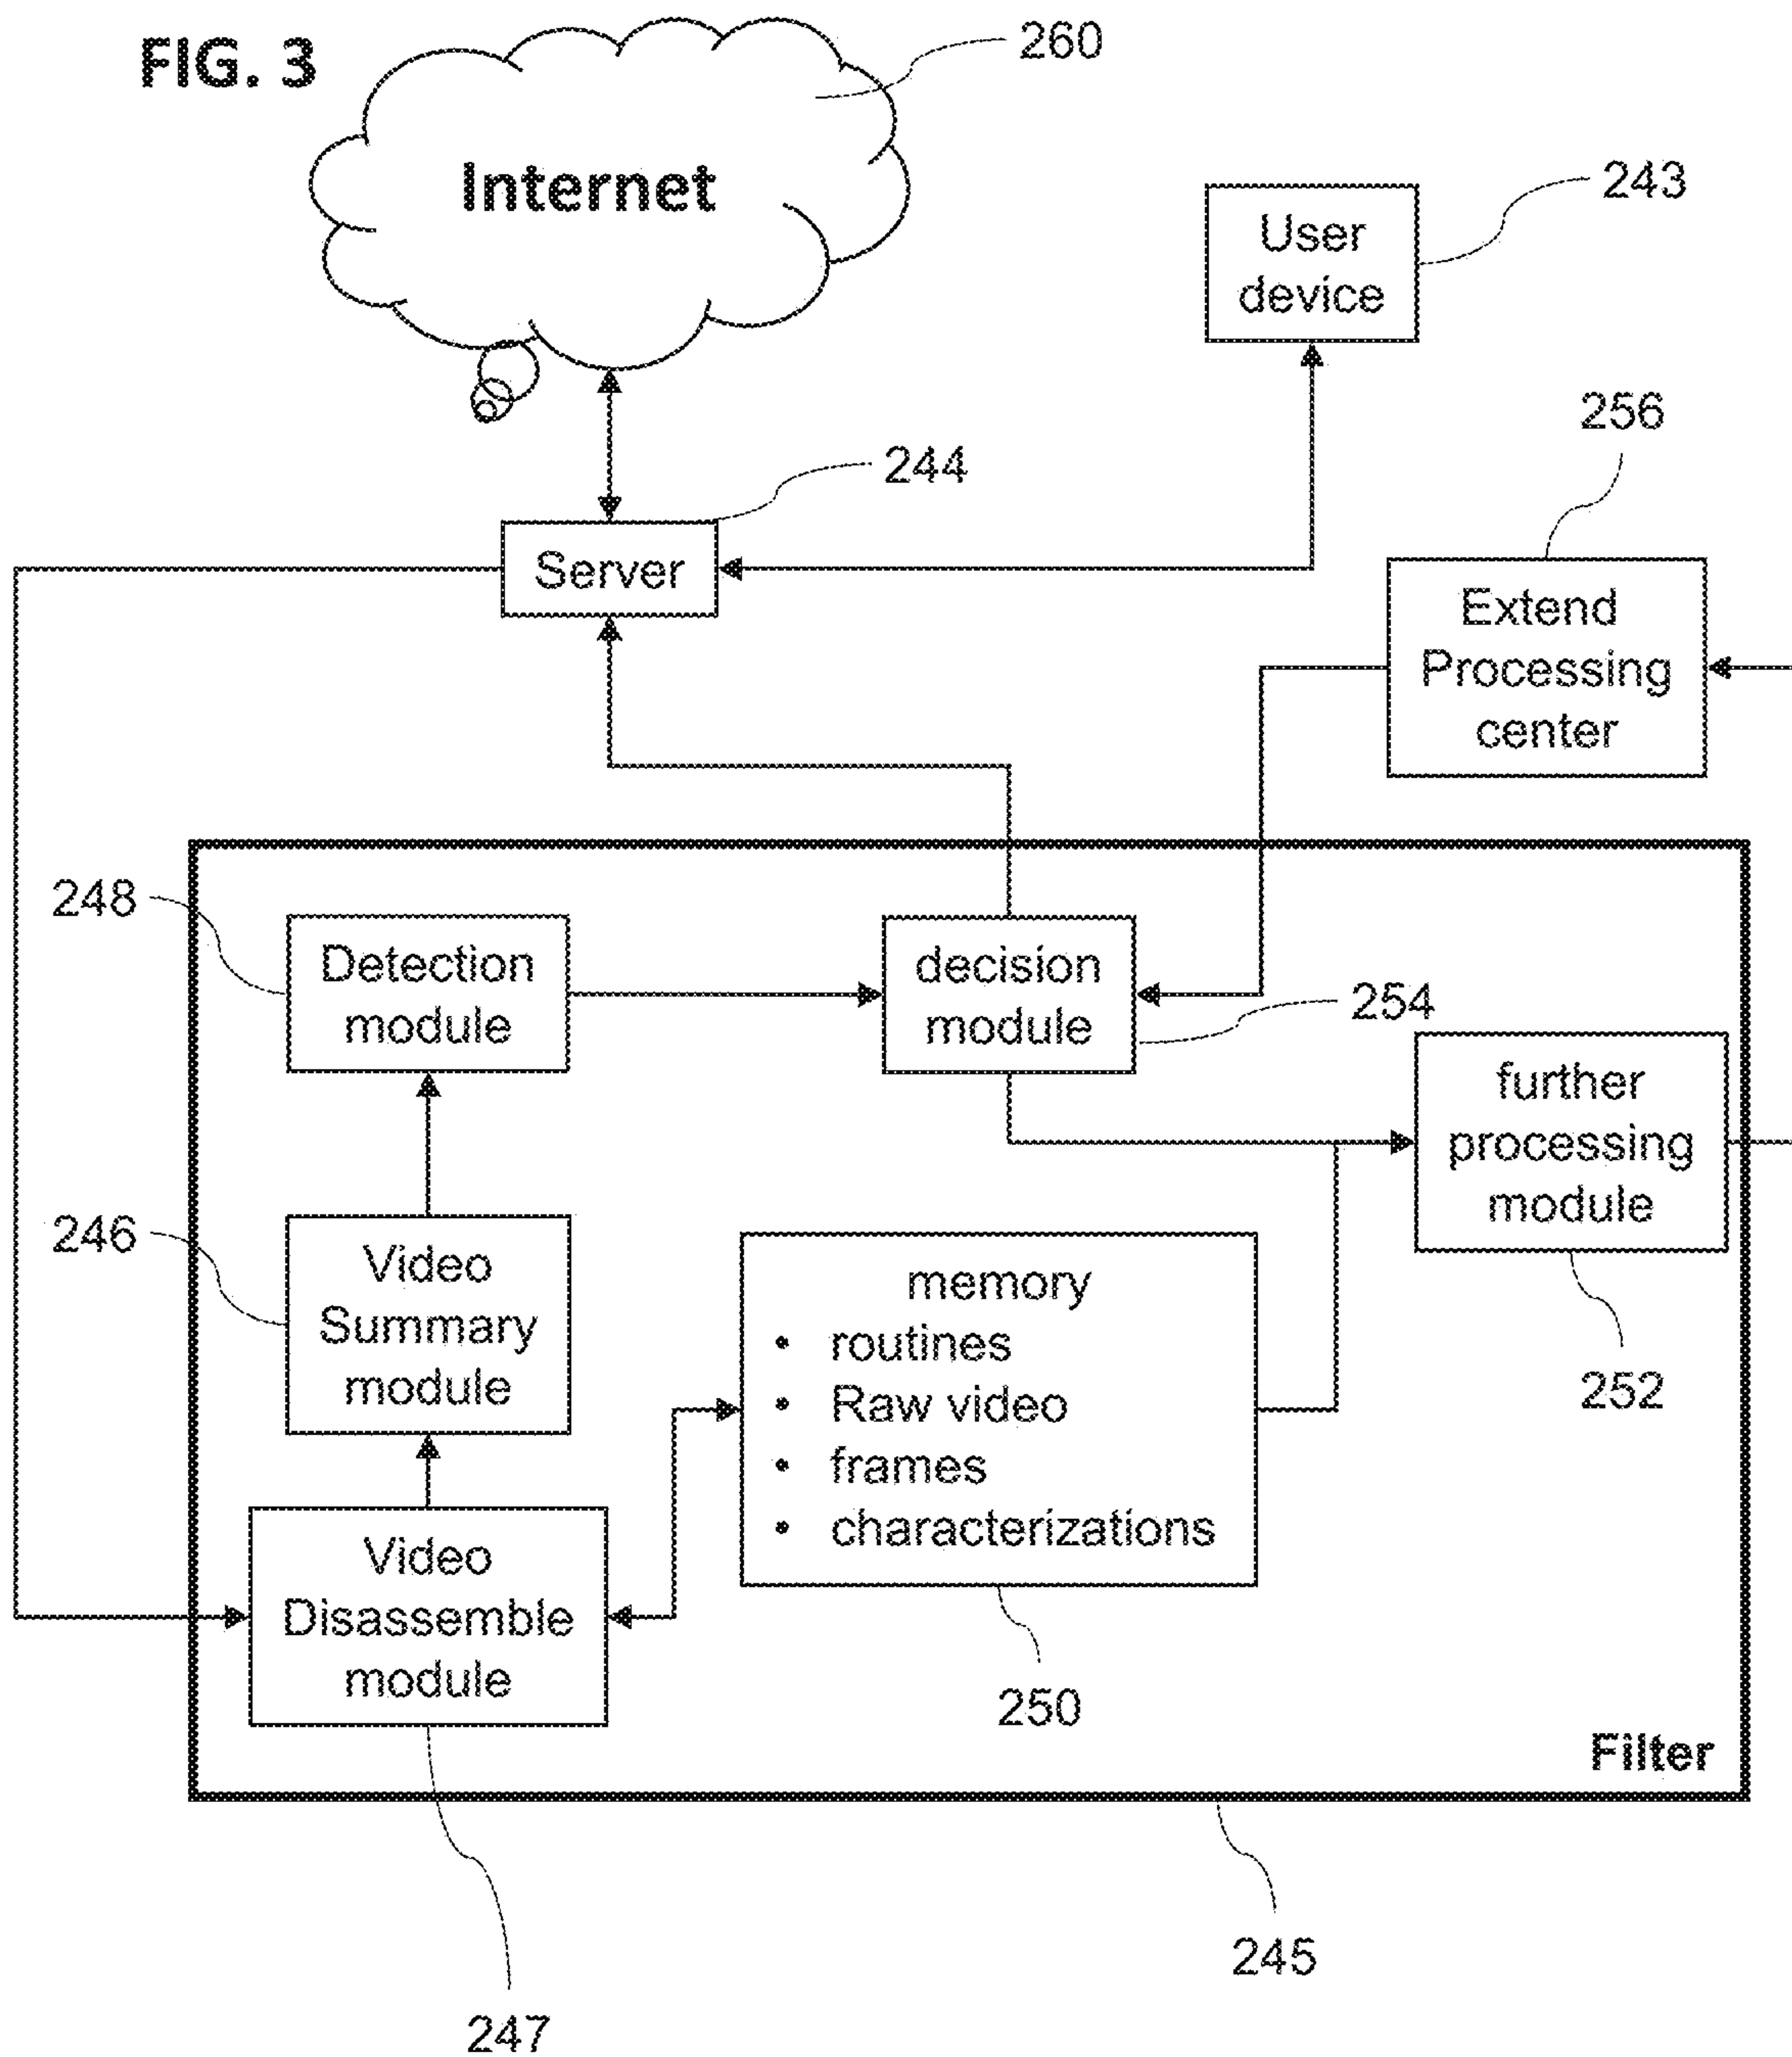 FIG. 3
260
Internet
243
User
device
256
244
Server
Extend
Processing
center
248
Detection
module
decision
module
254
further
processing
module
246
Video
Summary
module
memory
• routines
• Raw video
• frames
• characterizations
252
Video
Disassemble
module
250
Filter
245
247